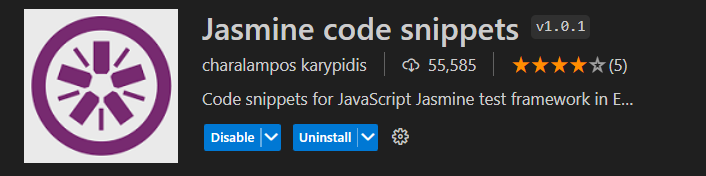 Jasmine code snippets v1.0.1
charalampos karypidis 55,585 (5)
Code snippets for JavaScript Jasmine test framework in E...
Disable Uninstall